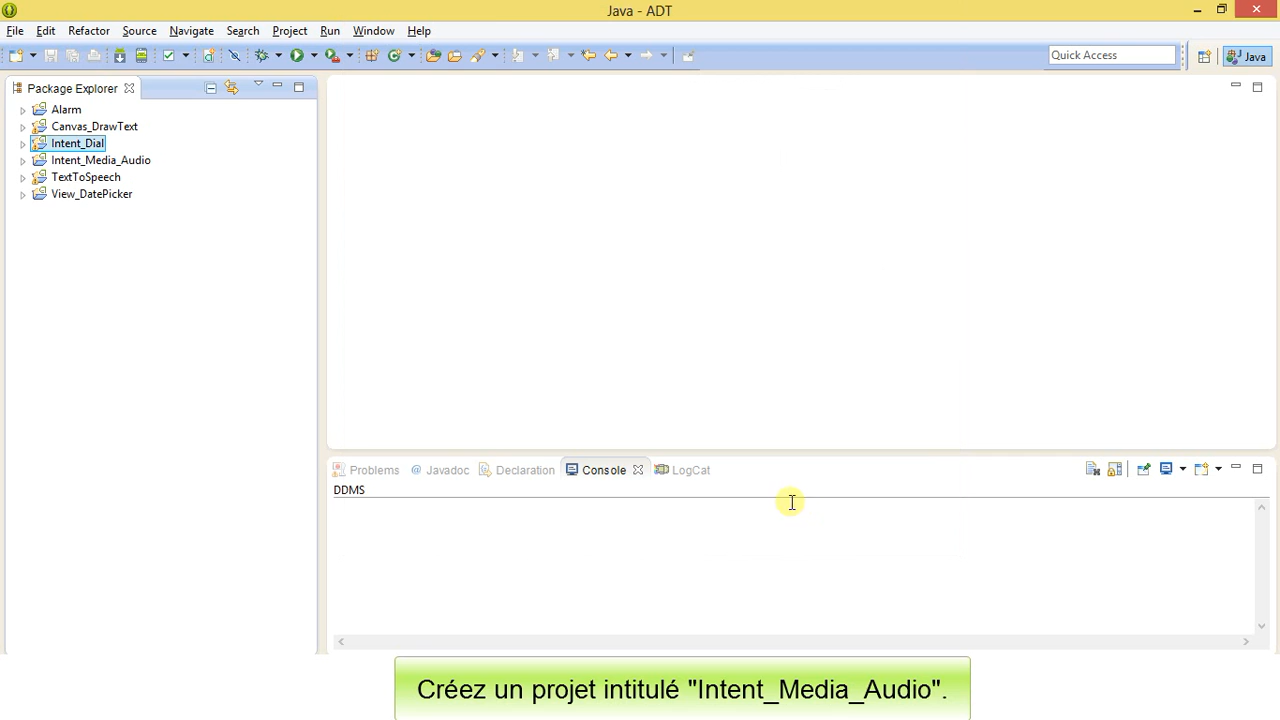 Java - ADT
File Edit Refactor Source Navigate Search Project Run Window Help
Quick Access
Java
Package Explorer
Alarm
Canvas_DrawText
Intent_Dial
Intent_Media_Audio
TextToSpeech
View_DatePicker
Problems @ Javadoc Declaration Console LogCat
DDMS
Créez un projet intitulé "Intent_Media_Audio".